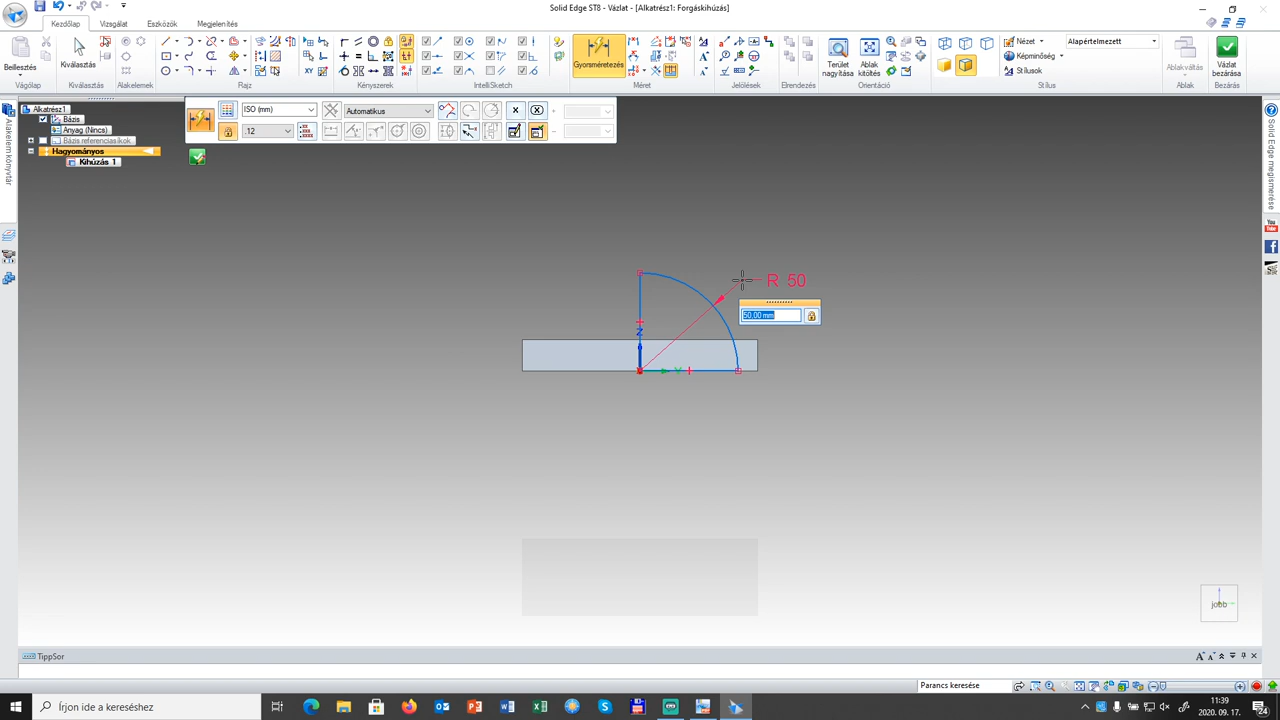 Solid Edge ST8 - Vázlat - [Alkatrész1: Forgáskihúzás]
Kezdőlap Vizsgálat Eszközök Megjelenítés
Beillesztés
Kiválasztás
Gyorsméretezés
Terület nagyítása
Ablak kitöltés
Nézet
Képminőség
Stílusok
Alapértelmezett
Ablakváltás
Vázlat bezárása
Vágólap Kiválasztás Alakelemek Rajz Kényszerek IntelliSketch Méret Jelölések Elrendezés Orientáció Stílus Ablak Bezárás
ISO (mm)
Automatikus
.12
Alkatrész1
Bázis
Anyag (Nincs)
Bázis referenciasíkok
Hagyományos
Kihúzás 1
Alakelem könyvtár
Solid Edge megismerése
You Tube
R 50
50.00 mm
Z
Y
jobb
TippSor
Parancs keresése
Írjon ide a kereséshez
11:39
2020. 09. 17.
24